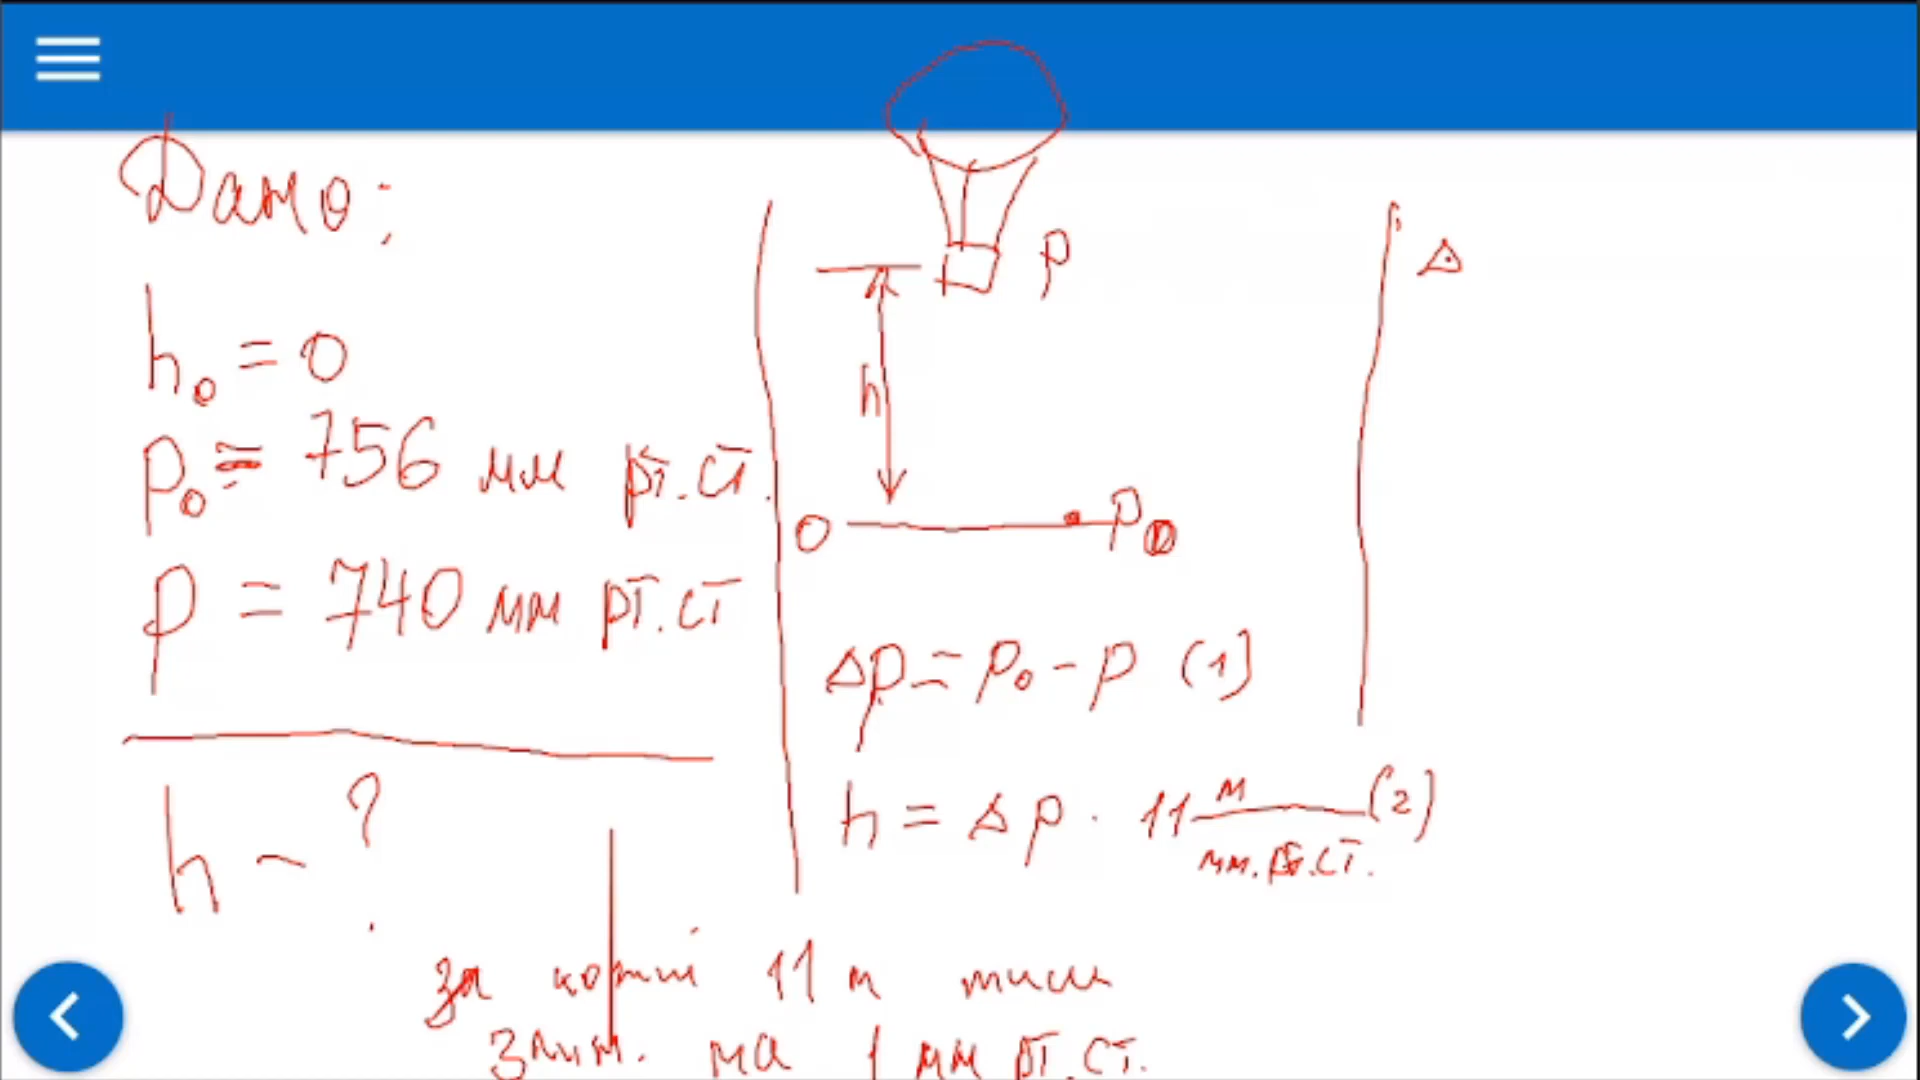 Дано:
h₀ = 0
p₀ = 756 мм рт.ст.
p = 740 мм рт.ст
h - ?
p
h
0
p₀
Δp = p₀ - p (1)
h = Δp · 11 м / мм.рт.ст. (2)
Δ
за кожні 11 м тиск
змін. на 1 мм рт.ст.